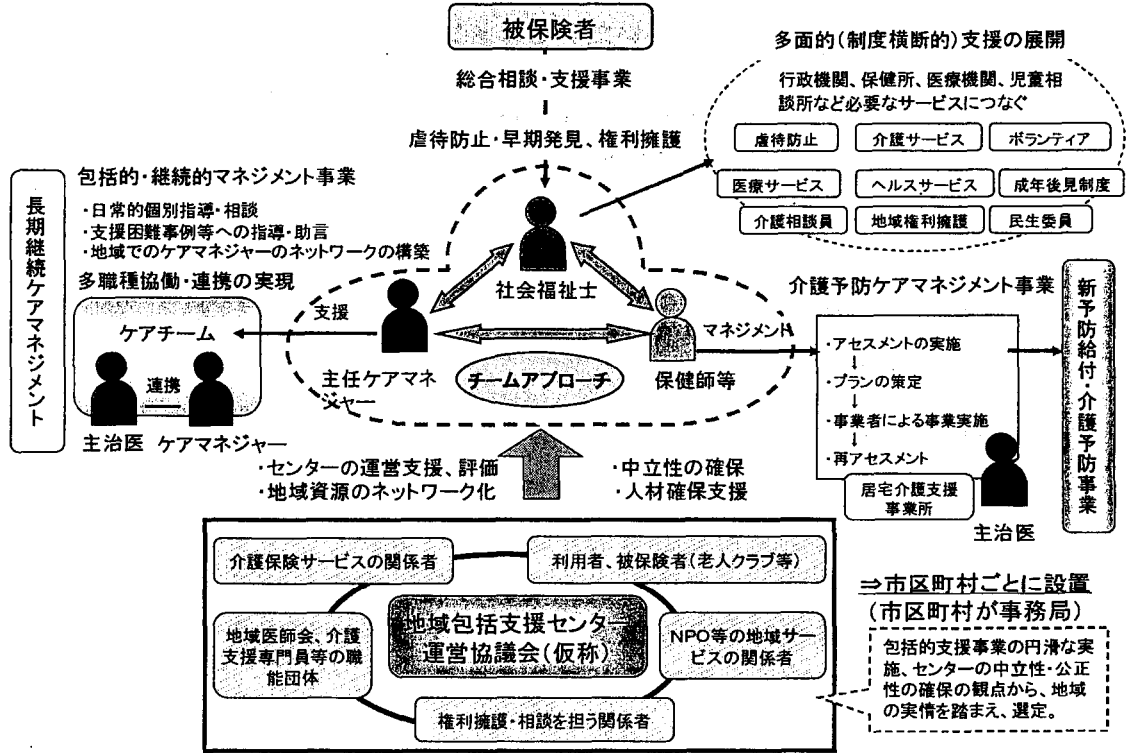 被保険者
総合相談・支援事業
虐待防止・早期発見、権利擁護
多面的(制度横断的)支援の展開
行政機関、保健所、医療機関、児童相
談所など必要なサービスにつなぐ
虐待防止
介護サービス
ボランティア
医療サービス
ヘルスサービス
成年後見制度
介護相談員
地域権利擁護
民生委員
長期継続ケアマネジメント
包括的・継続的マネジメント事業
・日常的個別指導・相談
・支援困難事例等への指導・助言
・地域でのケアマネジャーのネットワークの構築
多職種協働・連携の実現
ケアチーム
連携
主治医
ケアマネジャー
支援
社会福祉士
主任ケアマネ
ジャー
チームアプローチ
保健師等
マネジメント
介護予防ケアマネジメント事業
・アセスメントの実施
↓
・プランの策定
↓
・事業者による事業実施
↓
・再アセスメント
居宅介護支援
事業所
主治医
新予防給付・介護予防事業
・センターの運営支援、評価
・地域資源のネットワーク化
・中立性の確保
・人材確保支援
介護保険サービスの関係者
利用者、被保険者(老人クラブ等)
地域医師会、介護
支援専門員等の職
能団体
地域包括支援センター
運営協議会(仮称)
NPO等の地域サー
ビスの関係者
権利擁護・相談を担う関係者
⇒市区町村ごとに設置
(市区町村が事務局)
包括的支援事業の円滑な実
施、センターの中立性・公正
性の確保の観点から、地域
の実情を踏まえ、選定。